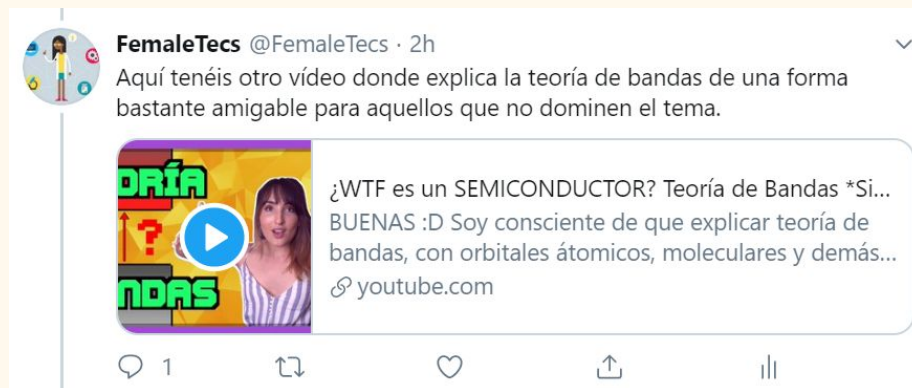 FemaleTecs @FemaleTecs · 2h
Aquí tenéis otro vídeo donde explica la teoría de bandas de una forma
bastante amigable para aquellos que no dominen el tema.
ORÍA
?
NDAS
¿WTF es un SEMICONDUCTOR? Teoría de Bandas *Si...
BUENAS :D Soy consciente de que explicar teoría de
bandas, con orbitales átomicos, moleculares y demás...
youtube.com
1